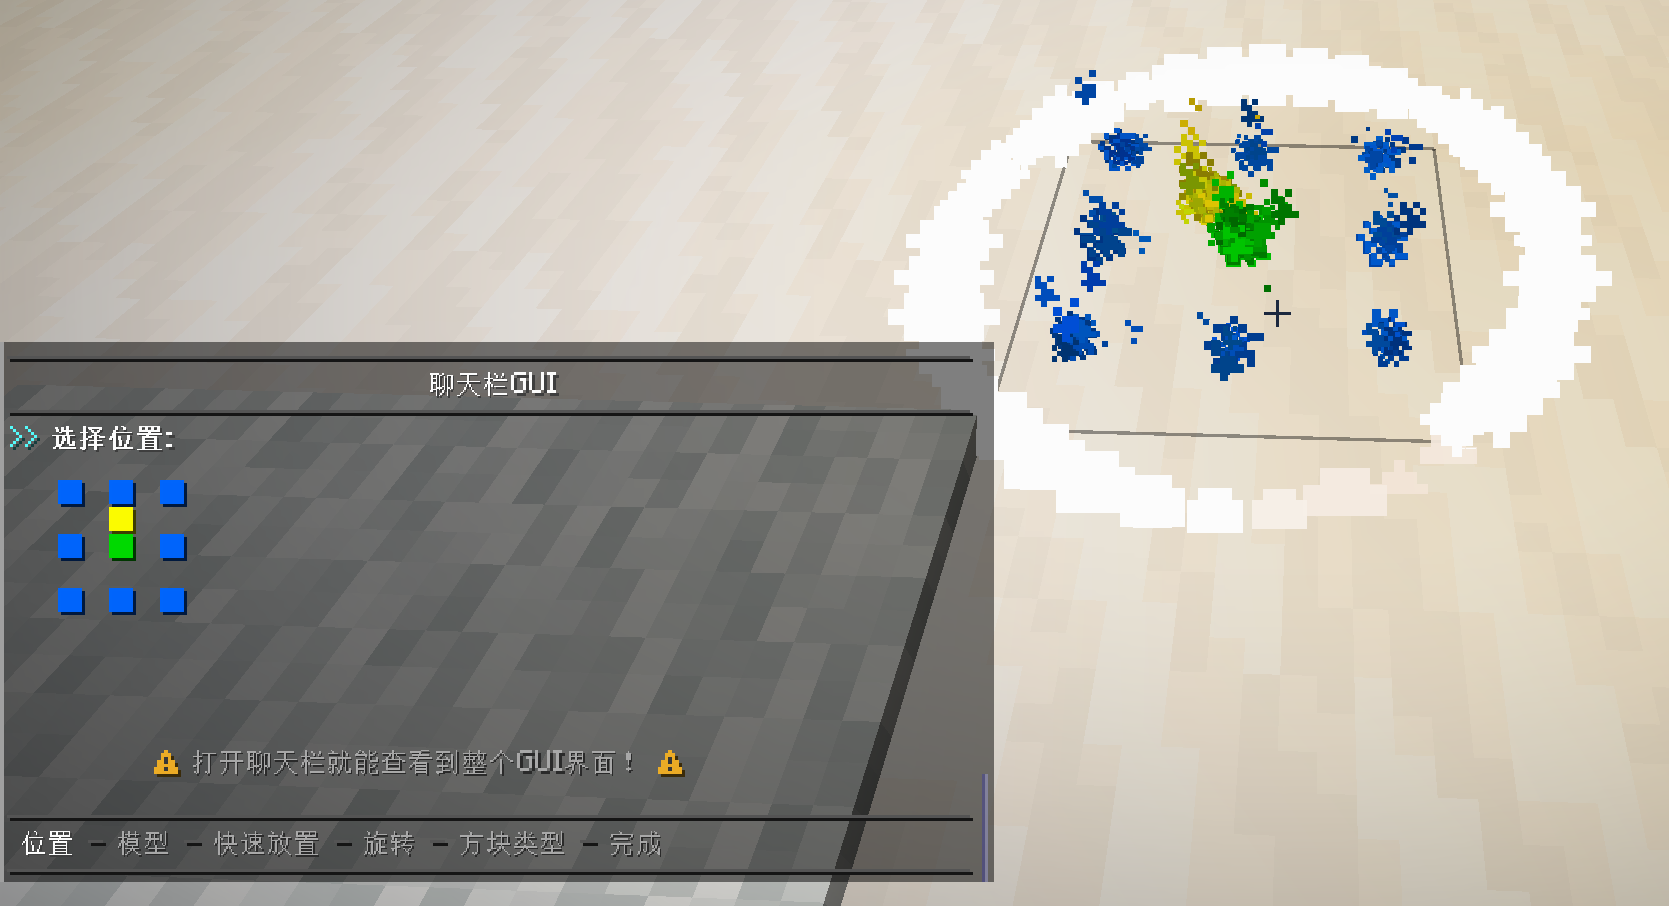 聊天栏GUI
>> 选择位置:
⚠ 打开聊天栏就能查看到整个GUI界面！ ⚠
位置 - 模型 - 快速放置 - 旋转 - 方块类型 - 完成